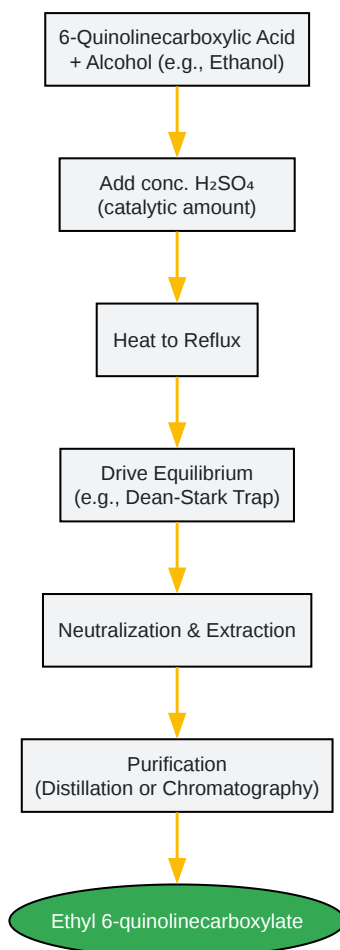 6-Quinolinecarboxylic Acid
+ Alcohol (e.g., Ethanol)
Add conc. H₂SO₄
(catalytic amount)
Heat to Reflux
Drive Equilibrium
(e.g., Dean-Stark Trap)
Neutralization & Extraction
Purification
(Distillation or Chromatography)
Ethyl 6-quinolinecarboxylate